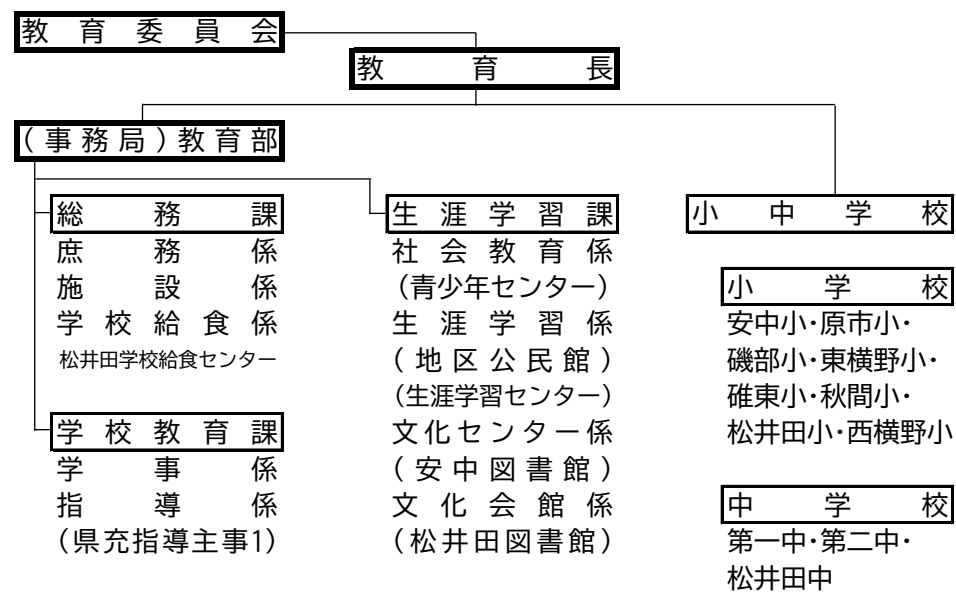 教育委員会
教育長
(事務局)教育部
総務課
庶務係
施設係
学校給食係
松井田学校給食センター
学校教育課
学事係
指導係
(県充指導主事1)
生涯学習課
社会教育係
(青少年センター)
生涯学習係
(地区公民館)
(生涯学習センター)
文化センター係
(安中図書館)
文化会館係
(松井田図書館)
小中学校
小学校
安中小･原市小･
磯部小･東横野小･
碓東小･秋間小･
松井田小･西横野小
中学校
第一中･第二中･
松井田中